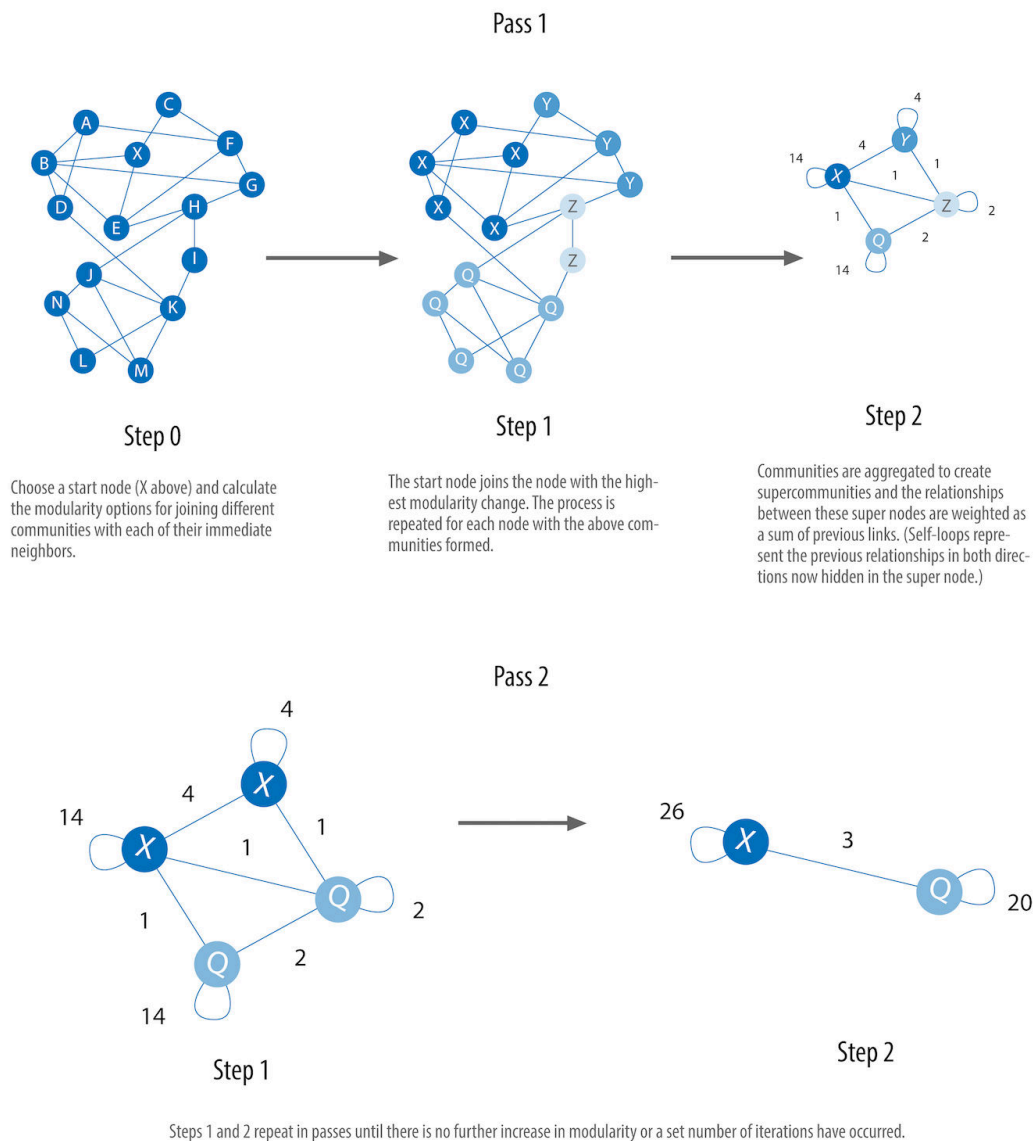 Pass 1
C
A
F
X
B
G
D
H
E
I
J
N
K
L
M
Y
X
Y
X
X
Y
X
Z
X
Z
Q
Q
Q
Q
Q
4
Y
4
1
14
1
X
Z
2
1
Q
2
14
Step 0
Step 1
Step 2
Choose a start node (X above) and calculate
the modularity options for joining different
communities with each of their immediate
neighbors.
The start node joins the node with the high-
est modularity change. The process is
repeated for each node with the above com-
munities formed.
Communities are aggregated to create
supercommunities and the relationships
between these super nodes are weighted as
a sum of previous links. (Self-loops repre-
sent the previous relationships in both direc-
tions now hidden in the super node.)
Pass 2
4
X
4
14
1
1
X
Q
2
1
2
Q
14
26
X
3
Q
20
Step 1
Step 2
Steps 1 and 2 repeat in passes until there is no further increase in modularity or a set number of iterations have occurred.